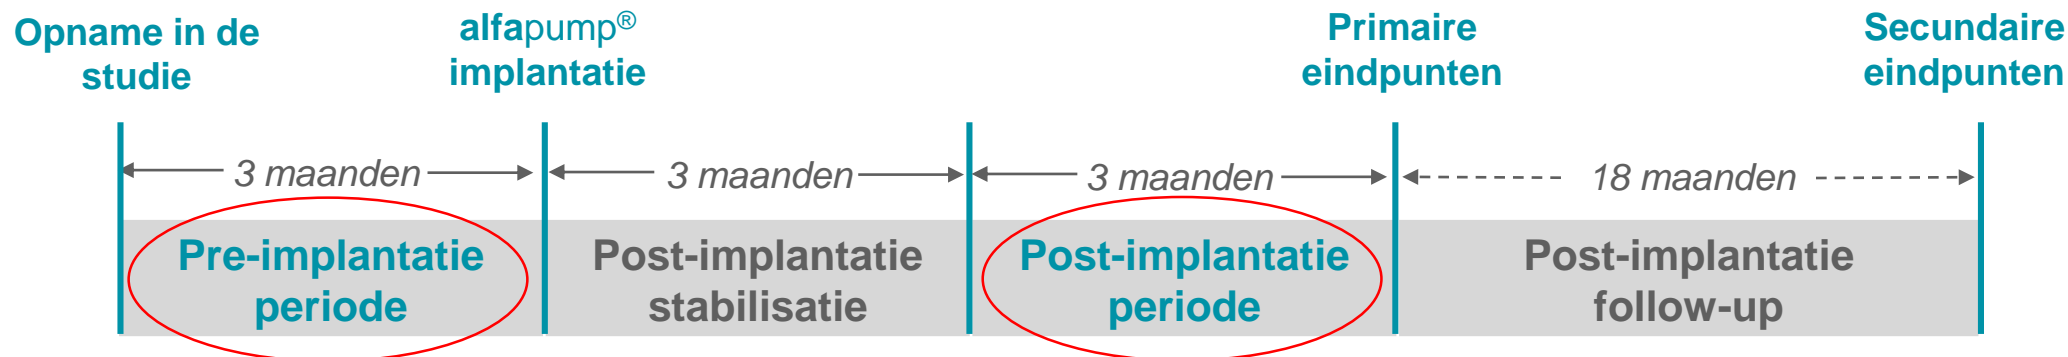 Opname in de
studie
alfapump®
implantatie
Primaire
eindpunten
Secundaire
eindpunten
3 maanden
3 maanden
3 maanden
18 maanden
Pre-implantatie
periode
Post-implantatie
stabilisatie
Post-implantatie
periode
Post-implantatie
follow-up